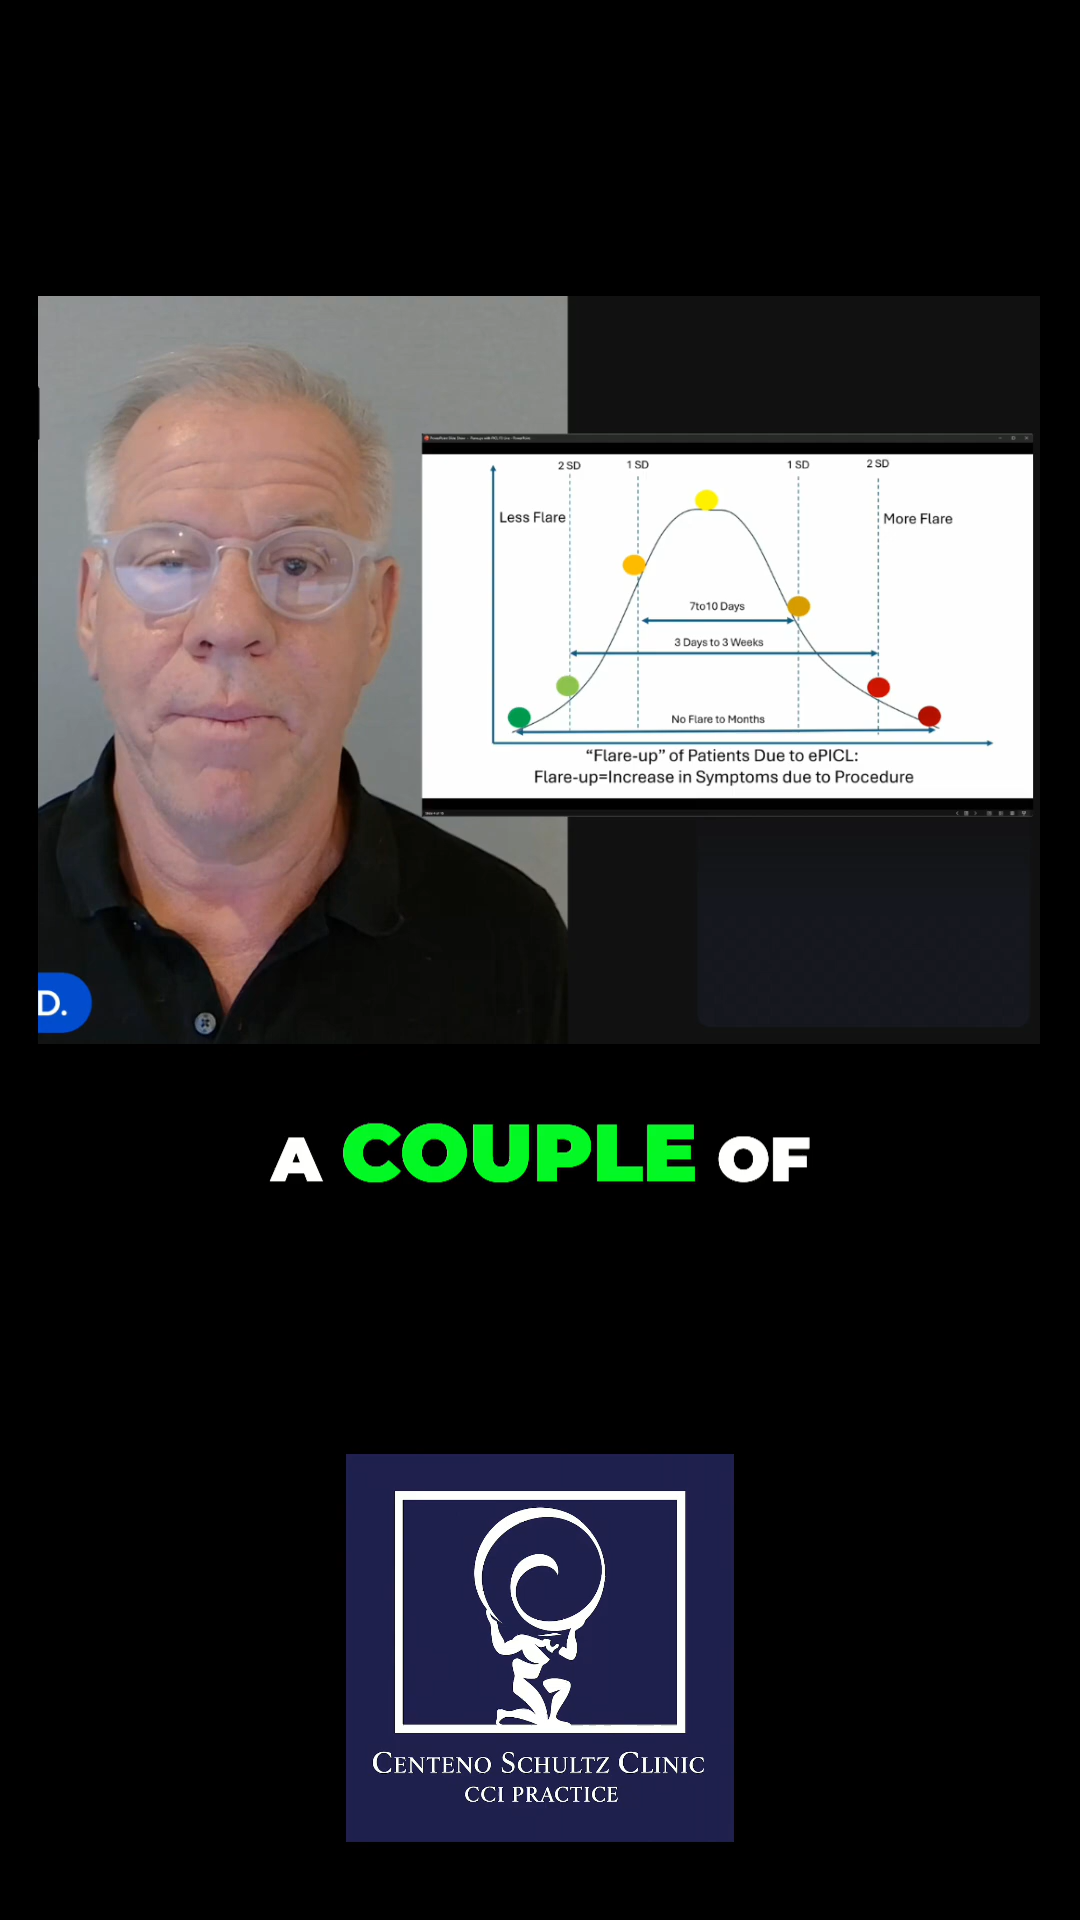 2 SD
1 SD
1 SD
2 SD
Less Flare
More Flare
7to10 Days
3 Days to 3 Weeks
No Flare to Months
“Flare-up” of Patients Due to ePICL:
Flare-up=Increase in Symptoms due to Procedure
D.
A COUPLE OF
CENTENO SCHULTZ CLINIC
CCI PRACTICE